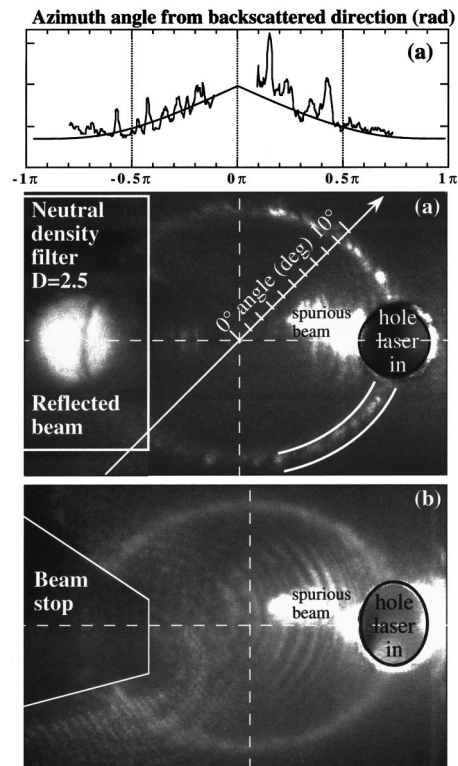 Azimuth angle from backscattered direction (rad)
(a)
-1π -0.5π 0π 0.5π 1π
Neutral
density
filter
D=2.5
(a)
0° angle (deg) 10°
spurious
beam
hole
laser
in
Reflected
beam
(b)
Beam
stop
spurious
beam
hole
laser
in